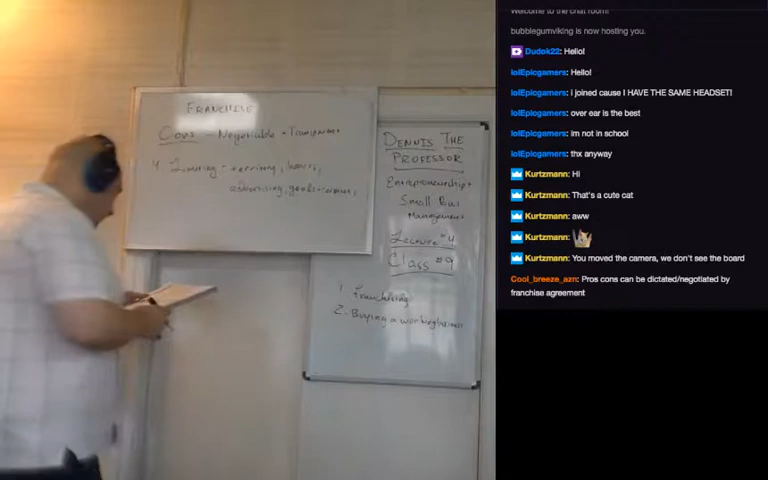 FRANCHISE
Cons - Negotiable + Transparent
4. Limiting - territory, hours,
advertising, goods + services,
DENNIS THE
PROFESSOR
Entrepreneurship +
Small Bus
Management
Lecture #4
Class #9
1. Franchising
2. Buying a working business
Welcome to the chat room!
bubblegumviking is now hosting you.
Dudok22: Hello!
lolEpicgamers: Hello!
lolEpicgamers: i joined cause I HAVE THE SAME HEADSET!
lolEpicgamers: over ear is the best
lolEpicgamers: im not in school
lolEpicgamers: thx anyway
Kurtzmann: Hi
Kurtzmann: That's a cute cat
Kurtzmann: aww
Kurtzmann:
Kurtzmann: You moved the camera, we don't see the board
Cool_breeze_azn: Pros cons can be dictated/negotiated by
franchise agreement